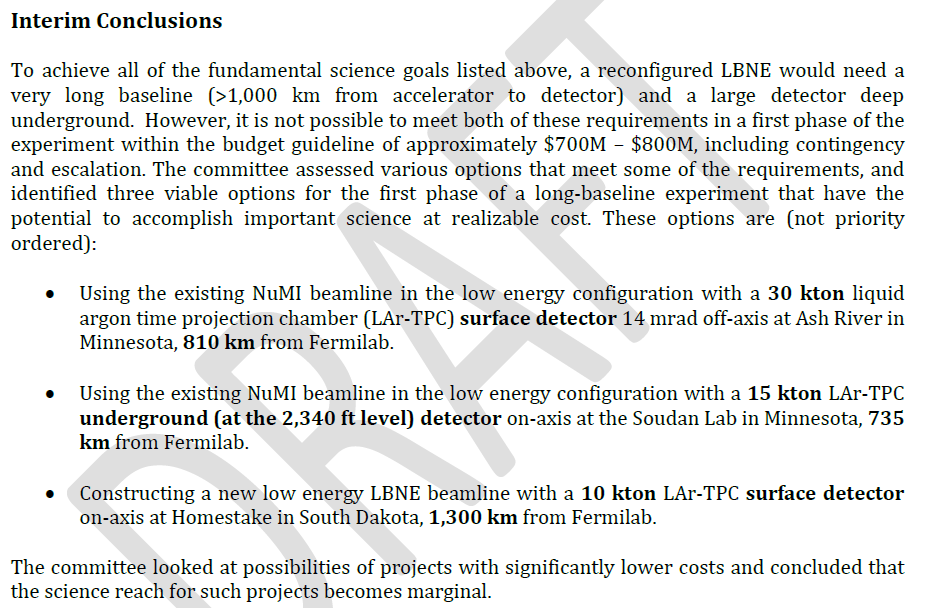 Interim Conclusions
To achieve all of the fundamental science goals listed above, a reconfigured LBNE would need a
very long baseline (>1,000 km from accelerator to detector) and a large detector deep
underground. However, it is not possible to meet both of these requirements in a first phase of the
experiment within the budget guideline of approximately $700M – $800M, including contingency
and escalation. The committee assessed various options that meet some of the requirements, and
identified three viable options for the first phase of a long-baseline experiment that have the
potential to accomplish important science at realizable cost. These options are (not priority
ordered):
• Using the existing NuMI beamline in the low energy configuration with a 30 kton liquid
argon time projection chamber (LAr-TPC) surface detector 14 mrad off-axis at Ash River in
Minnesota, 810 km from Fermilab.
• Using the existing NuMI beamline in the low energy configuration with a 15 kton LAr-TPC
underground (at the 2,340 ft level) detector on-axis at the Soudan Lab in Minnesota, 735
km from Fermilab.
• Constructing a new low energy LBNE beamline with a 10 kton LAr-TPC surface detector
on-axis at Homestake in South Dakota, 1,300 km from Fermilab.
The committee looked at possibilities of projects with significantly lower costs and concluded that
the science reach for such projects becomes marginal.
DRAFT